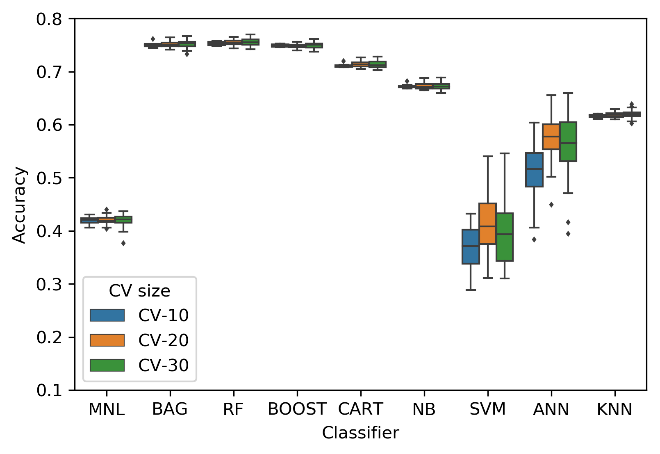 0.8
0.7
0.6
0.5
0.4
0.3
0.2
0.1
Accuracy
CV size
CV-10
CV-20
CV-30
MNL BAG RF BOOST CART NB SVM ANN KNN
Classifier